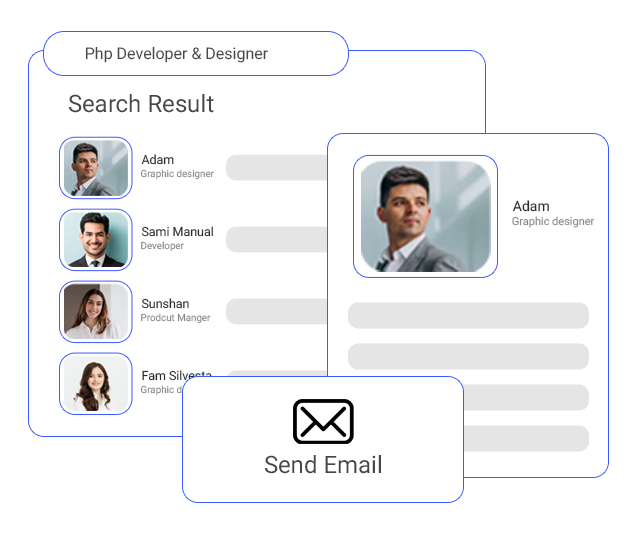 Php Developer & Designer
Search Result
Adam
Graphic designer
Sami Manual
Developer
Sunshan
Prodcut Manger
Fam Silvesta
Graphic
Adam
Graphic designer
Send Email